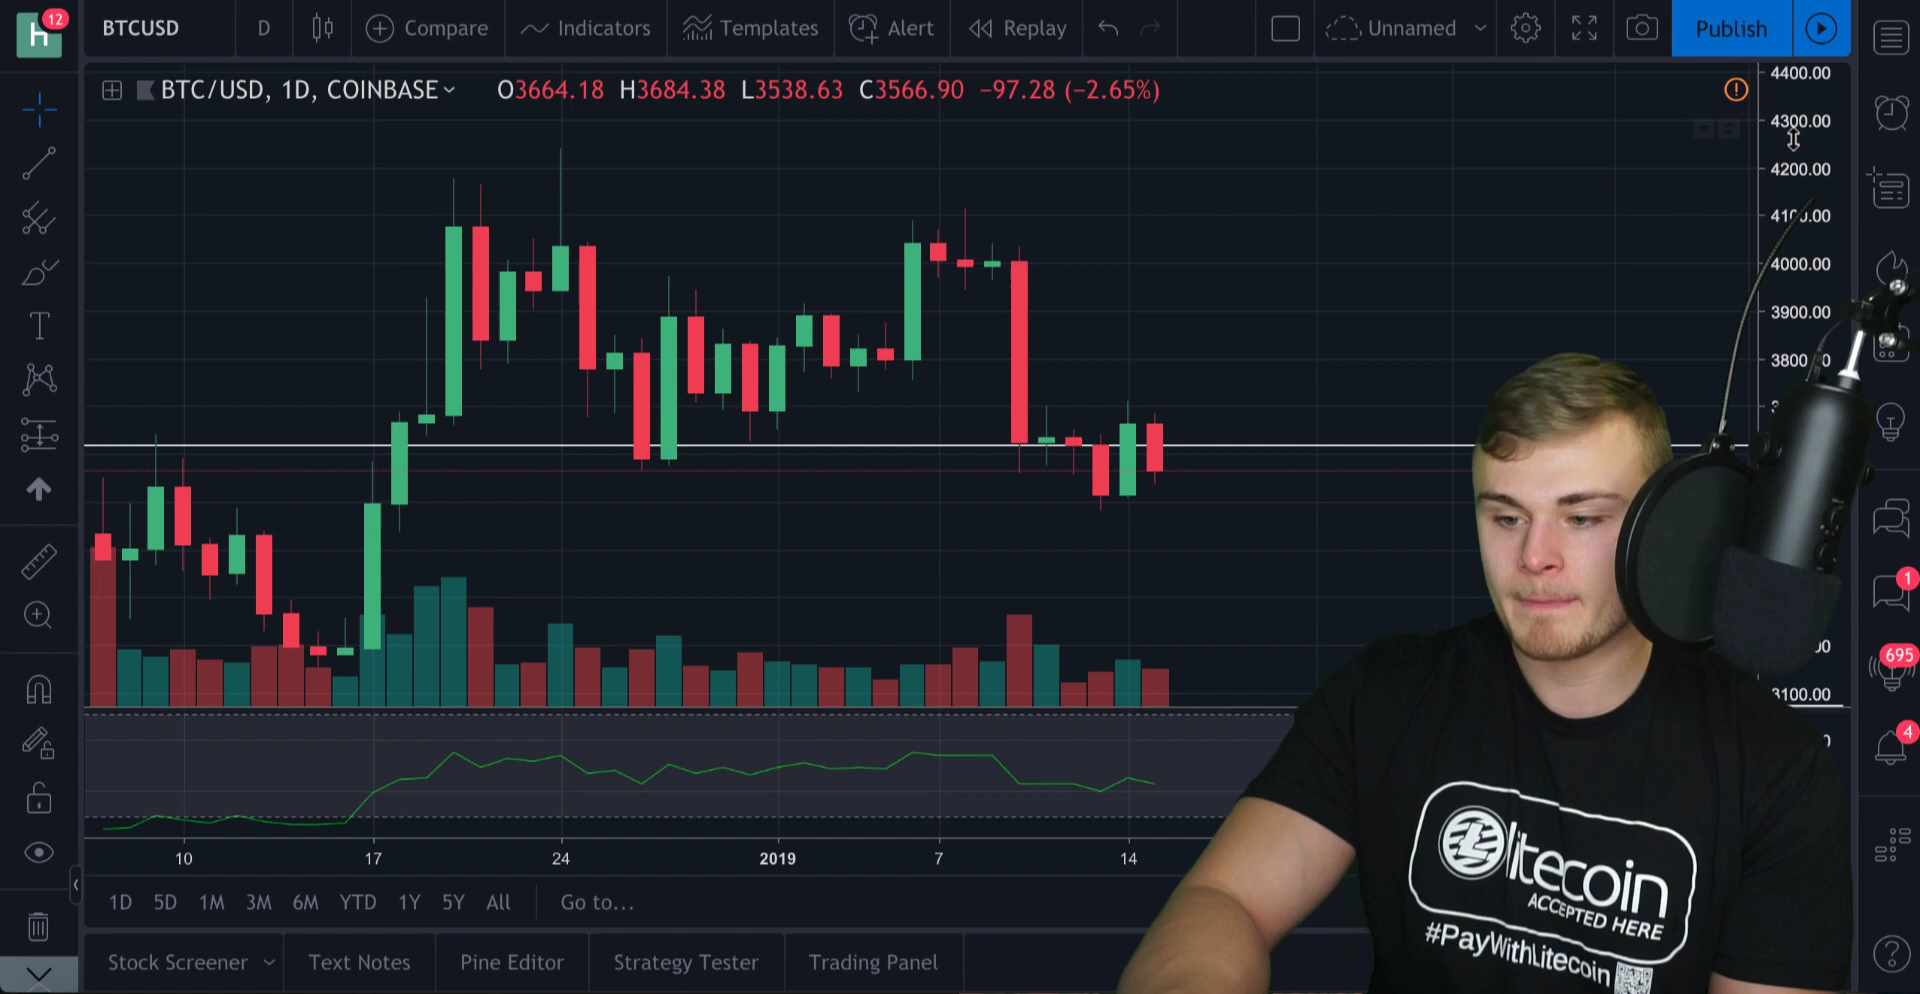 h 12
BTCUSD D Compare Indicators Templates Alert Replay Unnamed Publish
BTC/USD, 1D, COINBASE O3664.18 H3684.38 L3538.63 C3566.90 −97.28 (−2.65%)
4400.00
4300.00
4200.00
4100.00
4000.00
3900.00
3800
3100.00
T
1
695
4
10 17 24 2019 7 14
1D 5D 1M 3M 6M YTD 1Y 5Y All Go to...
Stock Screener Text Notes Pine Editor Strategy Tester Trading Panel
litecoin
ACCEPTED HERE
#PayWithLitecoin